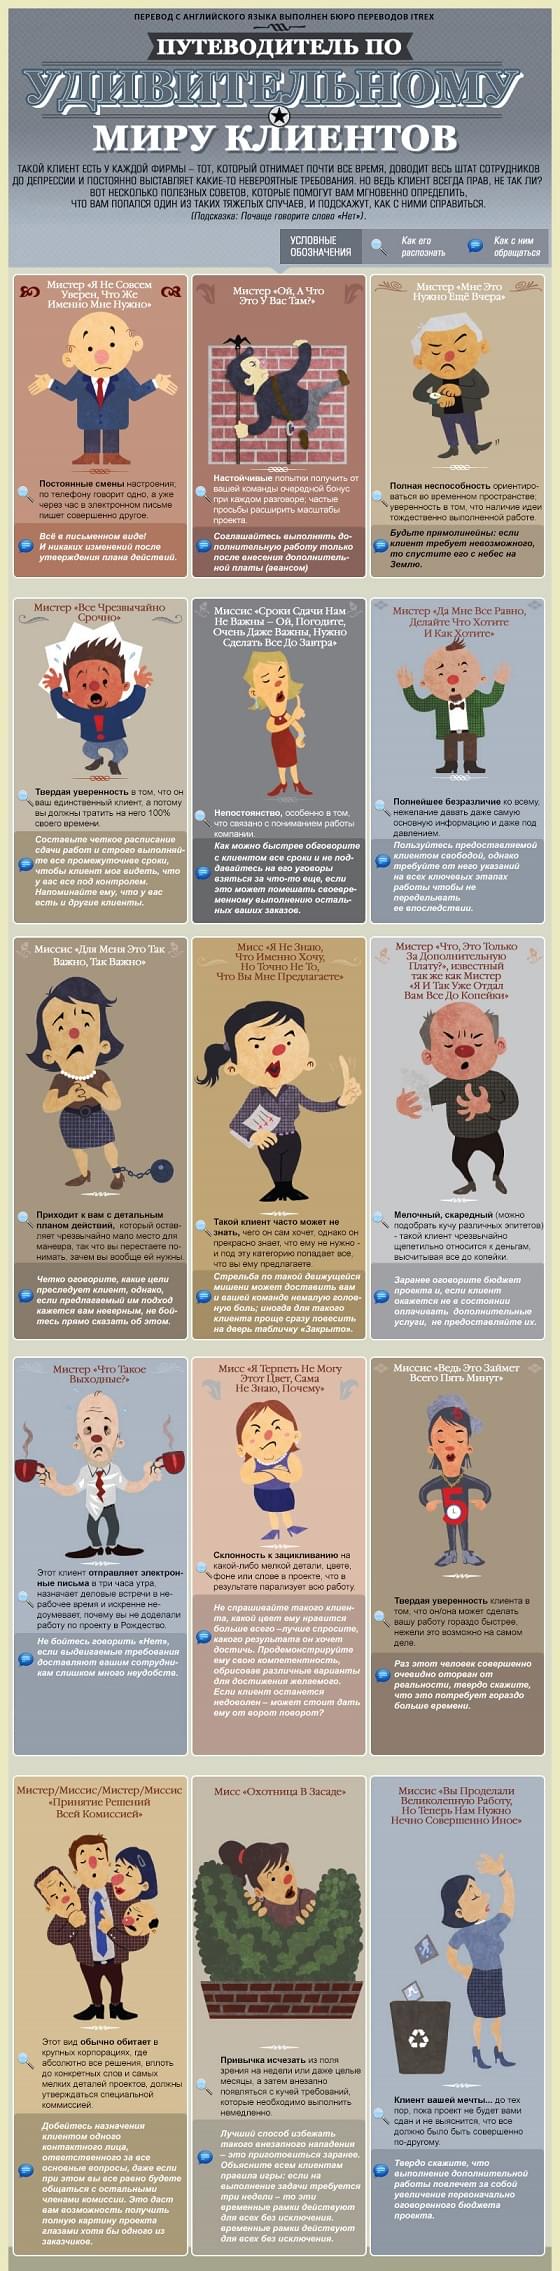 ПЕРЕВОД С АНГЛИЙСКОГО ЯЗЫКА ВЫПОЛНЕН БЮРО ПЕРЕВОДОВ ITREX
ПУТЕВОДИТЕЛЬ ПО
УДИВИТЕЛЬНОМУ
МИРУ КЛИЕНТОВ
ТАКОЙ КЛИЕНТ ЕСТЬ У КАЖДОЙ ФИРМЫ – ТОТ, КОТОРЫЙ ОТНИМАЕТ ПОЧТИ ВСЕ ВРЕМЯ, ДОВОДИТ ВЕСЬ ШТАТ СОТРУДНИКОВ
ДО ДЕПРЕССИИ И ПОСТОЯННО ВЫСТАВЛЯЕТ КАКИЕ-ТО НЕВЕРОЯТНЫЕ ТРЕБОВАНИЯ. НО ВЕДЬ КЛИЕНТ ВСЕГДА ПРАВ, НЕ ТАК ЛИ?
ВОТ НЕСКОЛЬКО ПОЛЕЗНЫХ СОВЕТОВ, КОТОРЫЕ ПОМОГУТ ВАМ МГНОВЕННО ОПРЕДЕЛИТЬ,
ЧТО ВАМ ПОПАЛСЯ ОДИН ИЗ ТАКИХ ТЯЖЕЛЫХ СЛУЧАЕВ, И ПОДСКАЖУТ, КАК С НИМИ СПРАВИТЬСЯ.
(Подсказка: Почаще говорите слово «Нет»).
УСЛОВНЫЕ
ОБОЗНАЧЕНИЯ
Как его
распознать
Как с ним
обращаться
Мистер «Я Не Совсем
Уверен, Что Же
Именно Мне Нужно»
Постоянные смены настроения;
по телефону говорит одно, а уже
через час в электронном письме
пишет совершенно другое.
Всё в письменном виде!
И никаких изменений после
утверждения плана действий.
Мистер «Ой, А Что
Это У Вас Там?»
Настойчивые попытки получить от
вашей команды очередной бонус
при каждом разговоре; частые
просьбы расширить масштабы
проекта.
Соглашайтесь выполнять до-
полнительную работу только
после внесения дополнитель-
ной платы (авансом)
Мистер «Мне Это
Нужно Ещё Вчера»
Полная неспособность ориентиро-
ваться во временном пространстве;
уверенность в том, что наличие идеи
тождественно выполненной работе.
Будьте прямолинейны: если
клиент требует невозможного,
то спустите его с небес на
Землю.
Мистер «Все Чрезвычайно
Срочно»
Твердая уверенность в том, что он
ваш единственный клиент, а потому
вы должны тратить на него 100%
своего времени.
Составьте четкое расписание
сдачи работ и строго выполняй-
те все промежуточнее сроки,
чтобы клиент мог видеть, что
у вас все под контролем.
Напоминайте ему, что у вас
есть и другие клиенты.
Миссис «Сроки Сдачи Нам
Не Важны – Ой, Погодите,
Очень Даже Важны, Нужно
Сделать Все До Завтра»
Непостоянство, особенно в том,
что связано с пониманием работы
компании.
Как можно быстрее обговорите
с клиентом все сроки и не под-
давайтесь на его уговоры
взяться за что-то еще, если
это может помешать своевре-
менному выполнению осталь-
ных ваших заказов.
Мистер «Да Мне Все Равно,
Делайте Что Хотите
И Как Хотите»
Полнейшее безразличие ко всему,
нежелание давать даже самую
основную информацию и даже под
давлением.
Пользуйтесь предоставляемой
клиентом свободой, однако
требуйте от него указаний
на всех ключевых этапах
работы чтобы не
переделывать
ее впоследствии.
Миссис «Для Меня Это Так
Важно, Так Важно»
Приходит к вам с детальным
планом действий, который остав-
ляет чрезвычайно мало место для
маневра, так что вы перестаете по-
нимать, зачем вы вообще ей нужны.
Четко оговорите, какие цели
преследует клиент, однако,
если предлагаемый им подход
кажется вам неверным, не бой-
тесь прямо сказать об этом.
Мисс «Я Не Знаю,
Что Именно Хочу,
Но Точно Не То,
Что Вы Мне Предлагаете»
Такой клиент часто может не
знать, чего он сам хочет, однако он
прекрасно знает, что ему не нужно -
и под эту категорию попадает все,
что вы ему предлагаете.
Стрельба по такой движущейся
мишени может доставить вам
и вашей команде немалую голов-
ную боль; иногда для такого
клиента проще сразу повесить
на дверь табличку «Закрыто».
Мистер «Что, Это Только
За Дополнительную
Плату?», известный
так же как Мистер
«Я И Так Уже Отдал
Вам Все До Копейки»
Мелочный, скаредный (можно
подобрать кучу различных эпитетов)
- такой клиент чрезвычайно
щепетильно относится к деньгам,
высчитывая все до копейки.
Заранее оговорите бюджет
проекта и, если клиент
окажется не в состоянии
оплачивать дополнительные
услуги, не предоставляйте их.
Мистер «Что Такое
Выходные?»
Этот клиент отправляет электрон-
ные письма в три часа утра,
назначает деловые встречи в не-
рабочее время и искренне не-
доумевает, почему вы не доделали
работу по проекту в Рождество.
Не бойтесь говорить «Нет»,
если выдвигаемые требования
доставляют вашим сотрудни-
кам слишком много неудобств.
Мисс «Я Терпеть Не Могу
Этот Цвет, Сама
Не Знаю, Почему»
Склонность к зацикливанию на
какой-либо мелкой детали, цвете,
фоне или слове в проекте, что в
результате парализует всю работу.
Не спрашивайте такого клиен-
та, какой цвет ему нравится
больше всего –лучше спросите,
какого результата он хочет
достичь. Продемонстрируйте
ему свою компетентность,
обрисовав различные варианты
для достижения желаемого.
Если клиент останется
недоволен – может стоит дать
ему от ворот поворот?
Миссис «Ведь Это Займет
Всего Пять Минут»
5
Твердая уверенность клиента в
том, что он/она может сделать
вашу работу гораздо быстрее,
нежели это возможно на самом
деле.
Раз этот человек совершенно
очевидно оторван от
реальности, твердо скажите,
что это потребует гораздо
больше времени.
Мистер/Миссис/Мистер/Миссис
«Принятие Решений
Всей Комиссией»
Этот вид обычно обитает в
крупных корпорациях, где
абсолютно все решения, вплоть
до конкретных слов и самых
мелких деталей проектов, должны
утверждаться специальной
комиссией.
Добейтесь назначения
клиентом одного
контактного лица,
ответственного за все
основные вопросы, даже если
при этом вы все равно будете
общаться с остальными
членами комиссии. Это даст
вам возможность получить
полную картину проекта
глазами хотя бы одного из
заказчиков.
Мисс «Охотница В Засаде»
Привычка исчезать из поля
зрения на недели или даже целые
месяцы, а затем внезапно
появляться с кучей требований,
которые необходимо выполнить
немедленно.
Лучший способ избежать
такого внезапного нападения
– это приготовиться заранее.
Объясните всем клиентам
правила игры: если на
выполнение задачи требуется
три недели – то эти
временные рамки действуют
для всех без исключения.
временные рамки действуют
для всех без исключения.
Миссис «Вы Проделали
Великолепную Работу,
Но Теперь Нам Нужно
Нечно Совершенно Иное»
Клиент вашей мечты... до тех
пор, пока проект не будет вами
сдан и не выяснится, что все
должно было быть совершенно
по-другому.
Твердо скажите, что
выполнение дополнительной
работы повлечет за собой
увеличение первоначально
оговоренного бюджета
проекта.